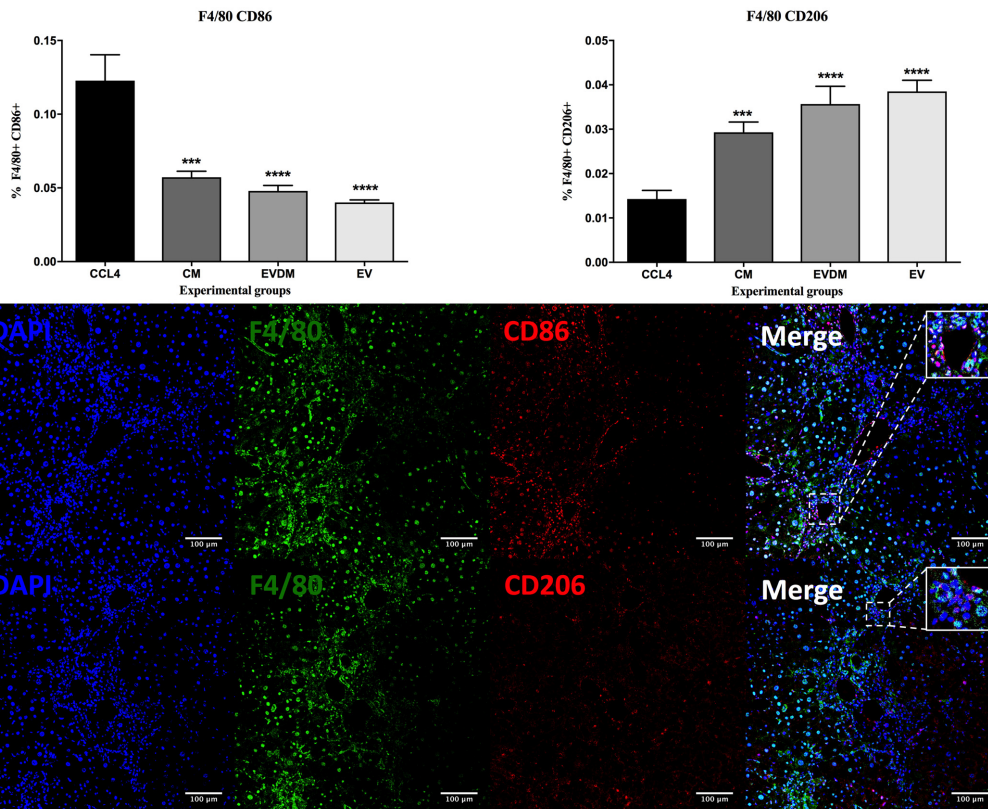 F4/80 CD86
0.15
0.10
0.05
0.00
% F4/80+ CD86+
***
****
****
CCL4 CM EVDM EV
Experimental groups
F4/80 CD206
0.05
0.04
0.03
0.02
0.01
0.00
% F4/80+ CD206+
***
****
****
CCL4 CM EVDM EV
Experimental groups
DAPI F4/80 CD86 Merge
100 µm 100 µm 100 µm 100 µm
DAPI F4/80 CD206 Merge
100 µm 100 µm 100 µm 100 µm